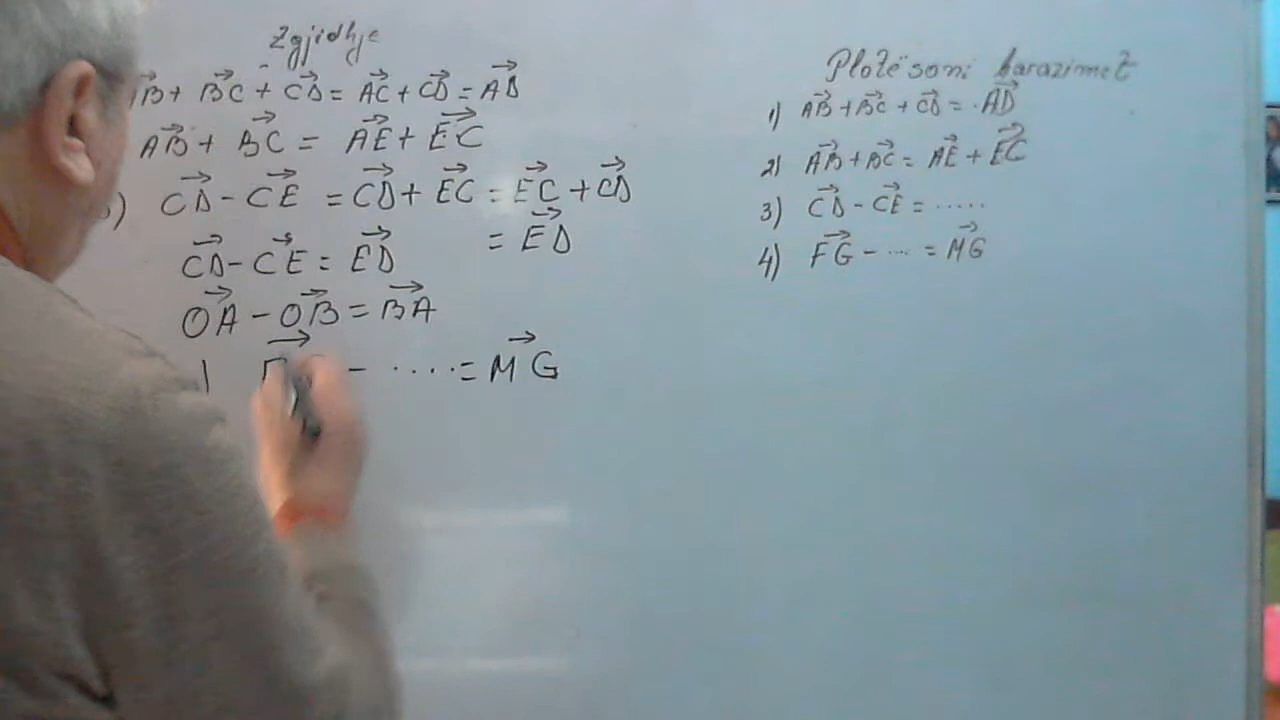 Zgjidhje
B+ BC + CD = AC + CD = AD
AB + BC = AE + EC
) CD - CE = CD + EC = EC + CD
= ED
CD - CE = ED
OA - OB = BA
- .... = MG
Plotësoni barazimet
1) AB + BC + CD = .AD
2) AB + BC = AE + EC
3) CD - CE = ......
4) FG - .... = MG